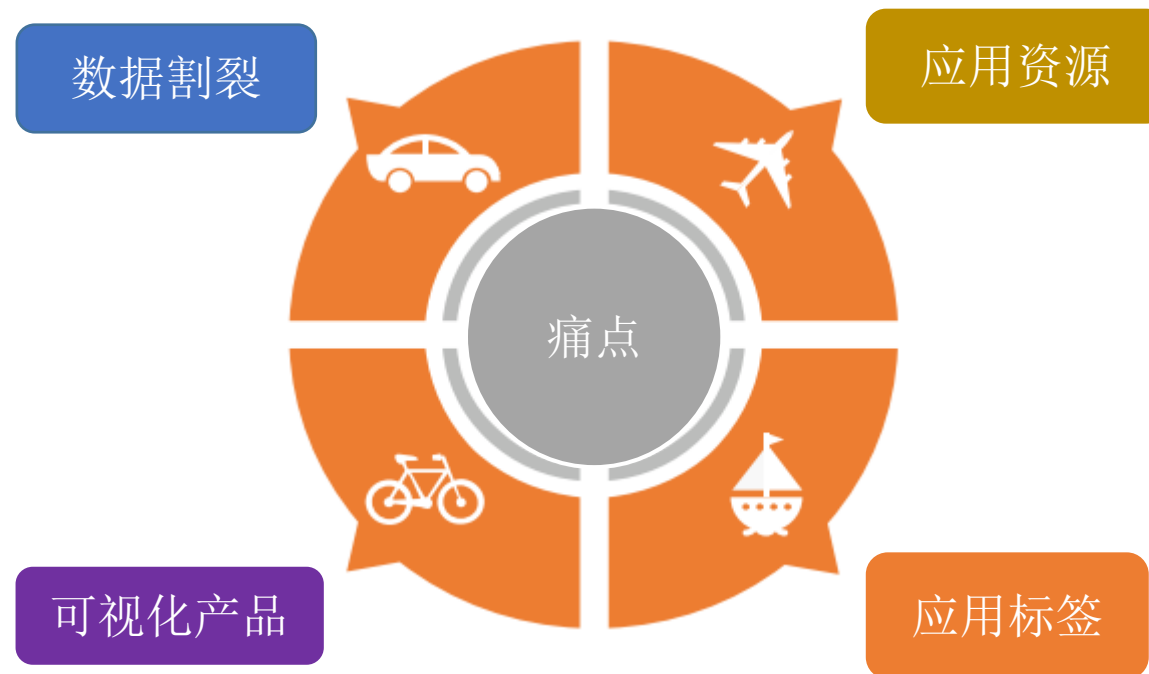 数据割裂
应用资源
痛点
可视化产品
应用标签